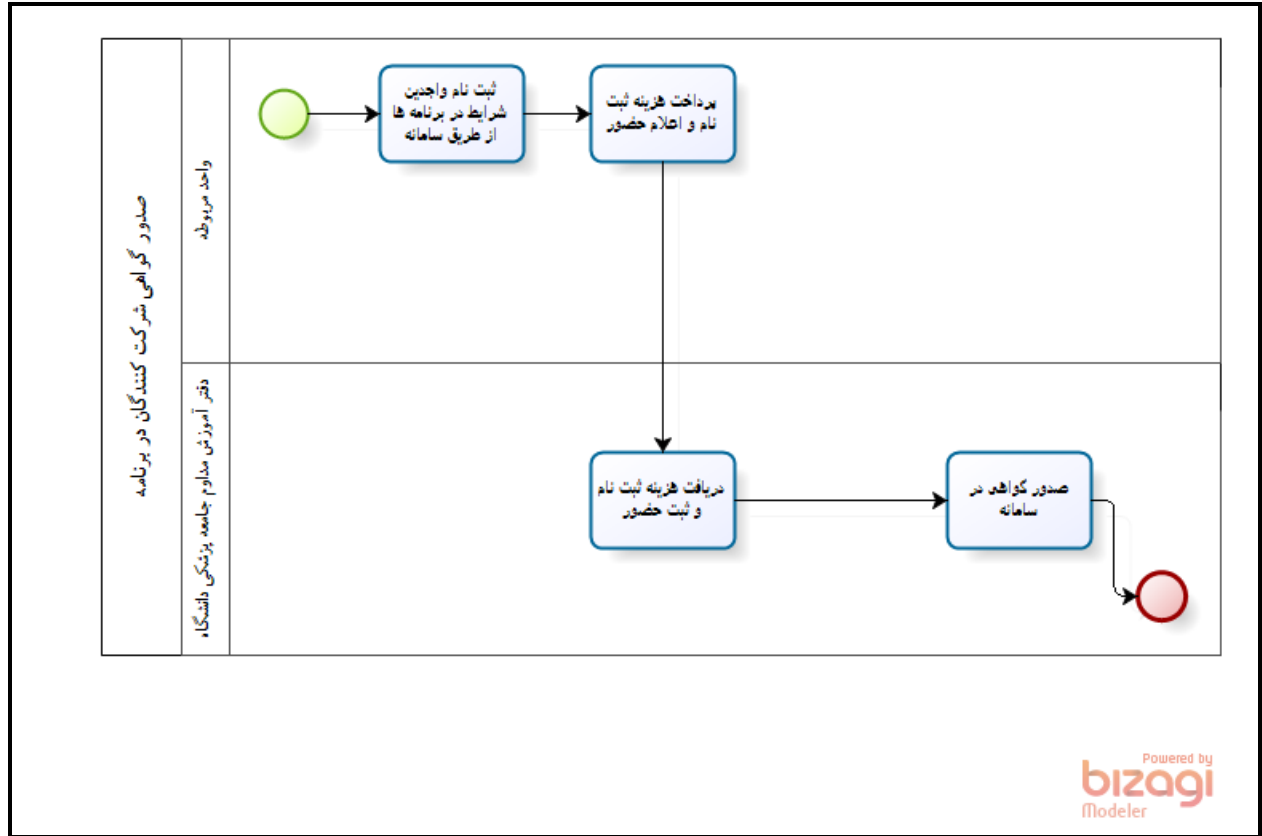 صدور گواهی شرکت کنندگان در برنامه
واحد مربوطه
ثبت نام واجدین
شرایط در برنامه ها
از طریق سامانه
پرداخت هزینه ثبت
نام و اعلام حضور
دفتر آموزش مداوم جامعه پزشکی دانشگاه
دریافت هزینه ثبت نام
و ثبت حضور
صدور گواهی در
سامانه
Powered by
bizagi
Modeler